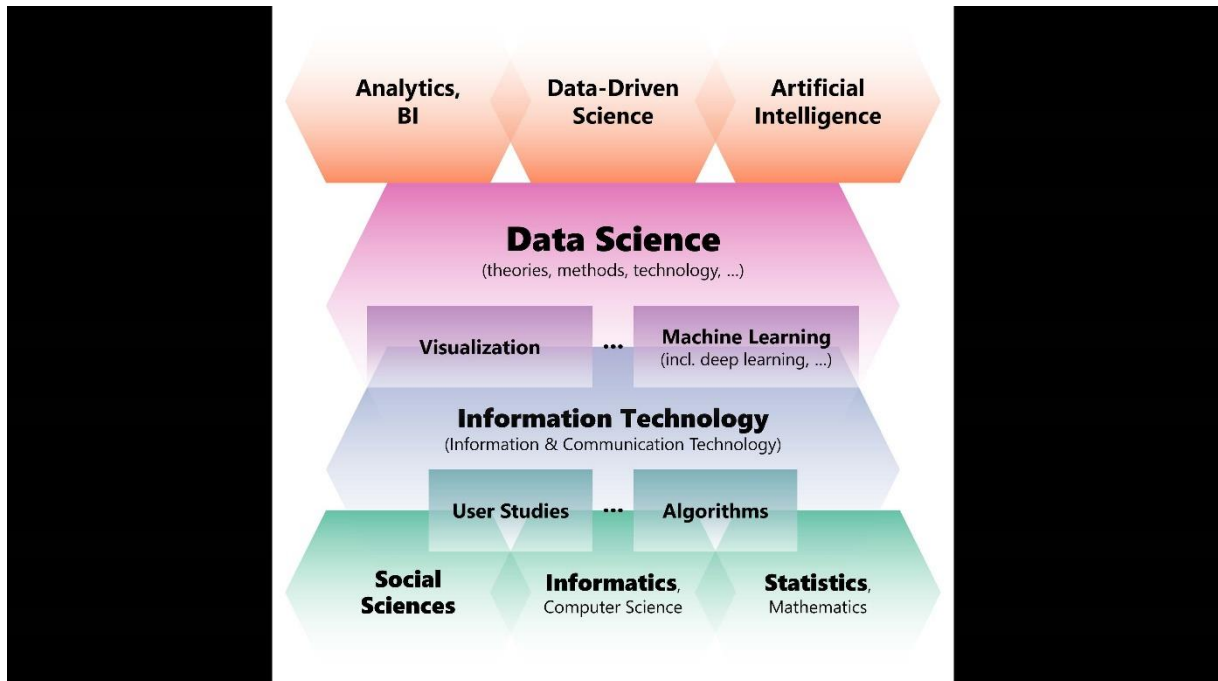 Analytics,
BI
Data-Driven
Science
Artificial
Intelligence
Data Science
(theories, methods, technology, ...)
Visualization
...
Machine Learning
(incl. deep learning, ...)
Information Technology
(Information & Communication Technology)
User Studies
...
Algorithms
Social
Sciences
Informatics,
Computer Science
Statistics,
Mathematics